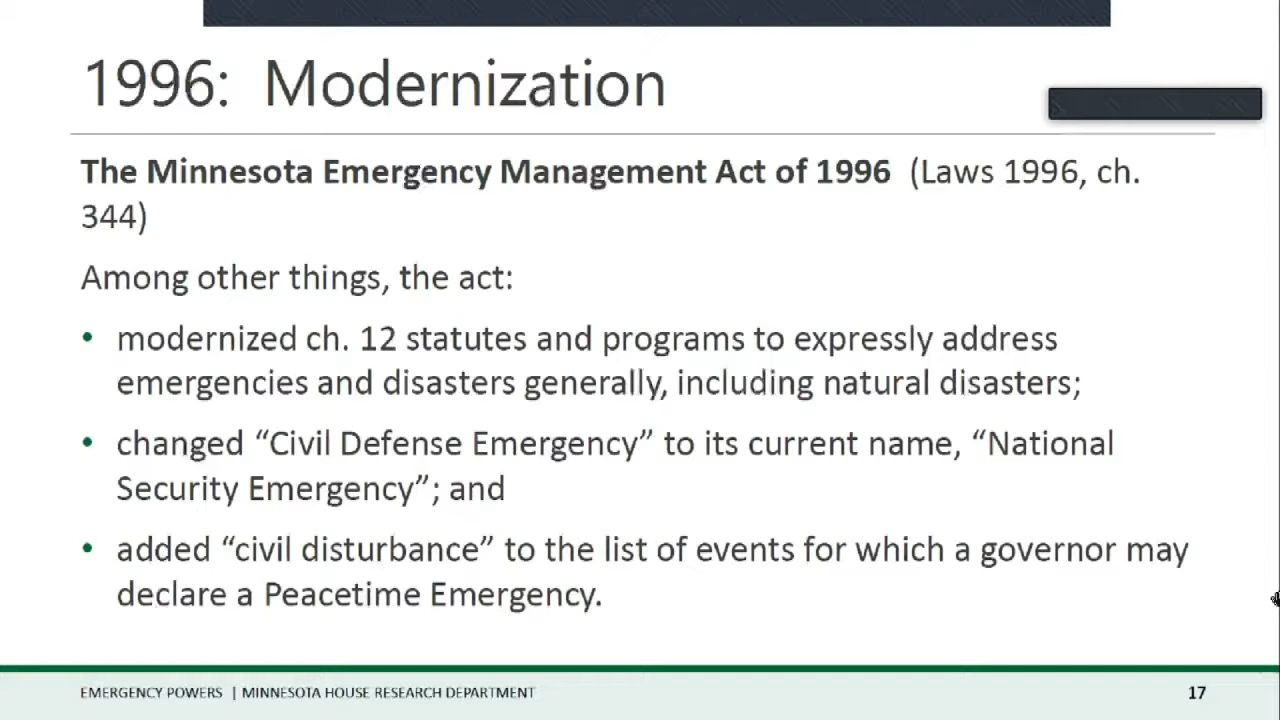 1996: Modernization
The Minnesota Emergency Management Act of 1996 (Laws 1996, ch.
344)
Among other things, the act:
• modernized ch. 12 statutes and programs to expressly address
emergencies and disasters generally, including natural disasters;
• changed “Civil Defense Emergency” to its current name, “National
Security Emergency”; and
• added “civil disturbance” to the list of events for which a governor may
declare a Peacetime Emergency.
EMERGENCY POWERS | MINNESOTA HOUSE RESEARCH DEPARTMENT
17